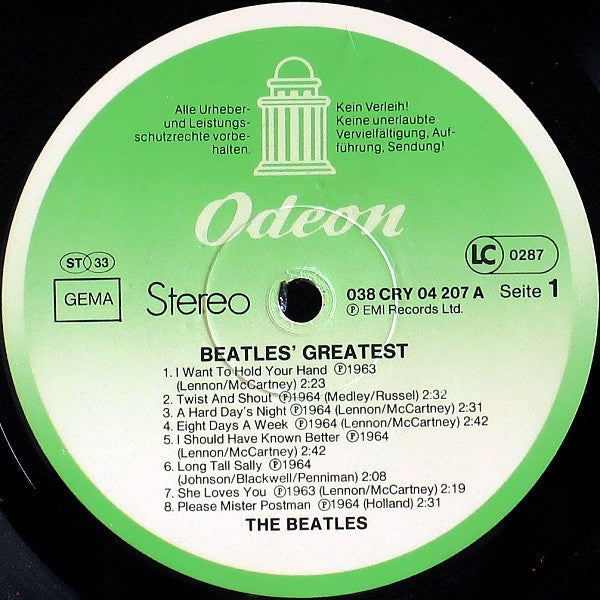 Alle Urheber-
und Leistungs-
schutzrechte vorbe-
halten.
Kein Verleih!
Keine unerlaubte
Vervielfältigung, Auf-
führung, Sendung!
Odeon
ST 33
GEMA
Stereo
LC 0287
038 CRY 04 207 A Seite 1
℗ EMI Records Ltd.
BEATLES' GREATEST
1. I Want To Hold Your Hand ℗1963
(Lennon/McCartney) 2:23
2. Twist And Shout ℗1964 (Medley/Russel) 2:32
3. A Hard Day's Night ℗1964 (Lennon/McCartney) 2:31
4. Eight Days A Week ℗1964 (Lennon/McCartney) 2:42
5. I Should Have Known Better ℗1964
(Lennon/McCartney) 2:42
6. Long Tall Sally ℗1964
(Johnson/Blackwell/Penniman) 2:08
7. She Loves You ℗1963 (Lennon/McCartney) 2:19
8. Please Mister Postman ℗1964 (Holland) 2:31
THE BEATLES